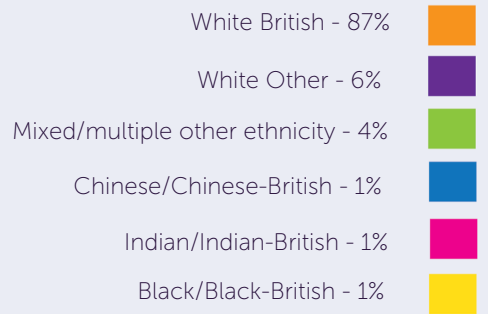 White British - 87%
White Other - 6%
Mixed/multiple other ethnicity - 4%
Chinese/Chinese-British - 1%
Indian/Indian-British - 1%
Black/Black-British - 1%